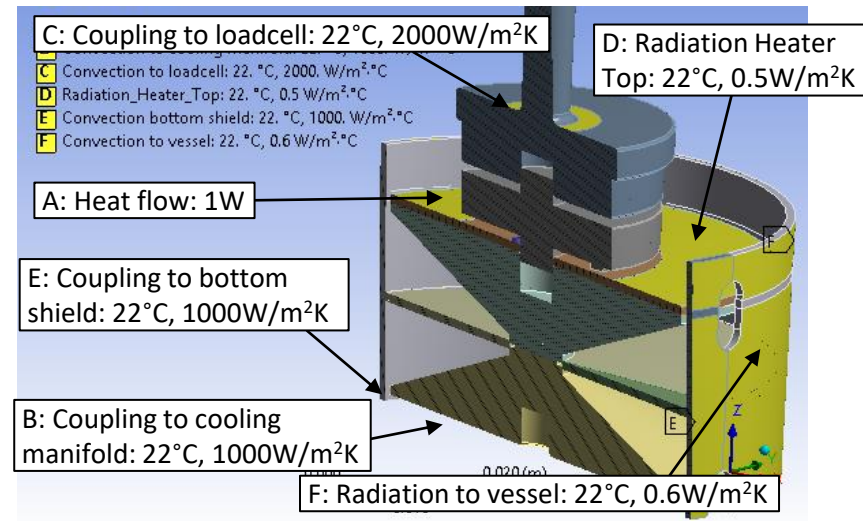 C: Coupling to loadcell: 22°C, 2000W/m²K
D: Radiation Heater
Top: 22°C, 0.5W/m²K
C Convection to loadcell: 22. °C, 2000. W/m²·°C
D Radiation_Heater_Top: 22. °C, 0.5 W/m²·°C
E Convection bottom shield: 22. °C, 1000. W/m²·°C
F Convection to vessel: 22. °C, 0.6 W/m²·°C
A: Heat flow: 1W
F
E: Coupling to bottom
shield: 22°C, 1000W/m²K
B: Coupling to cooling
manifold: 22°C, 1000W/m²K
E
Z
Y
0.020 (m)
F: Radiation to vessel: 22°C, 0.6W/m²K